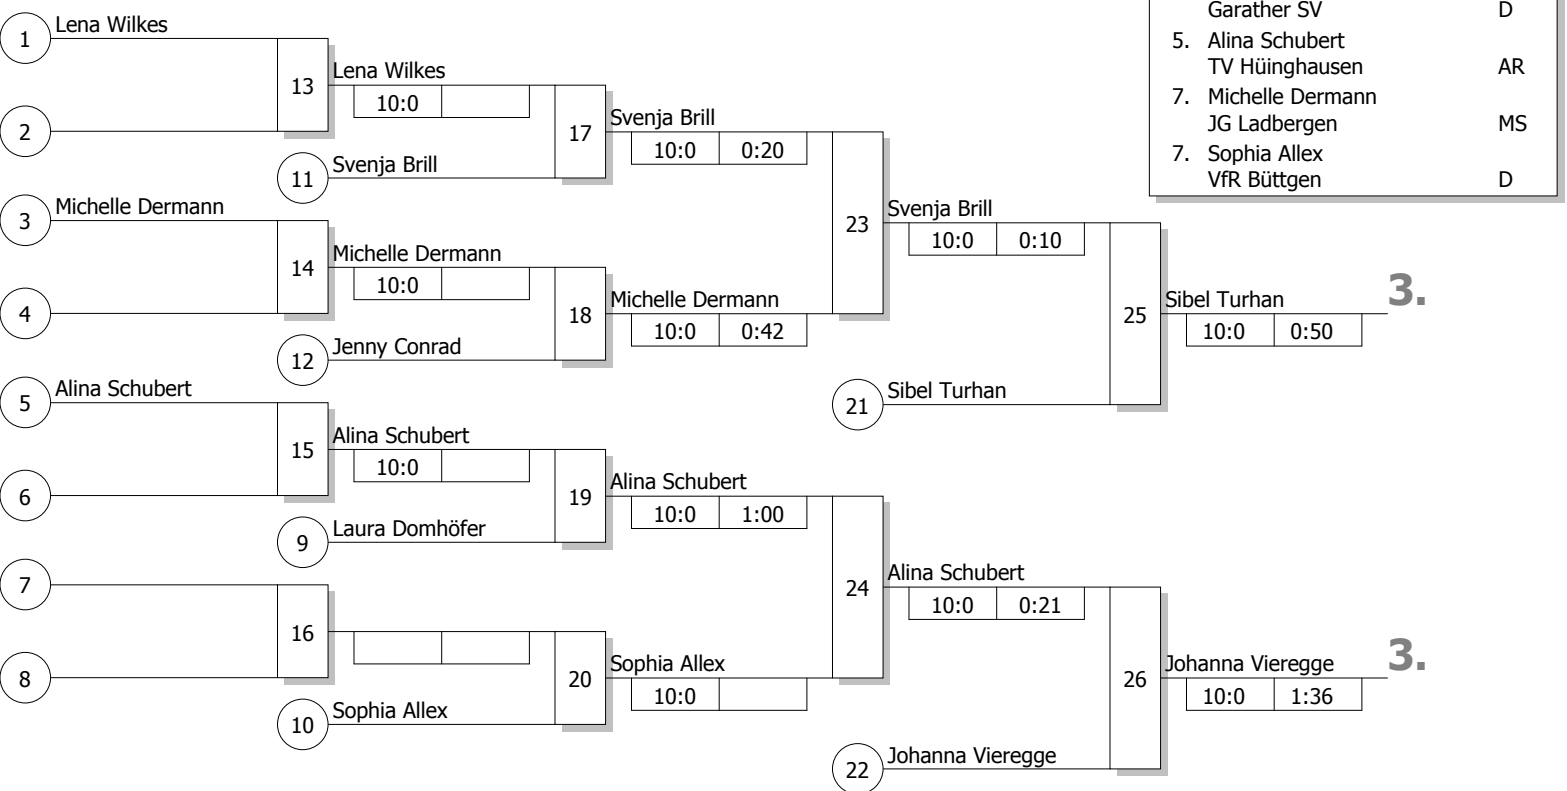 Garather SV D
5. Alina Schubert
TV Hüinghausen AR
7. Michelle Dermann
JG Ladbergen MS
7. Sophia Allex
VfR Büttgen D
1 Lena Wilkes
13 Lena Wilkes
10:0
2
17 Svenja Brill
10:0 0:20
11 Svenja Brill
3 Michelle Dermann
23 Svenja Brill
10:0 0:10
14 Michelle Dermann
10:0
4
18 Michelle Dermann
10:0 0:42
12 Jenny Conrad
25 Sibel Turhan 3.
10:0 0:50
5 Alina Schubert
21 Sibel Turhan
15 Alina Schubert
10:0
6
19 Alina Schubert
10:0 1:00
9 Laura Domhöfer
7
24 Alina Schubert
10:0 0:21
16
8
20 Sophia Allex
10:0
10 Sophia Allex
26 Johanna Vieregge 3.
10:0 1:36
22 Johanna Vieregge